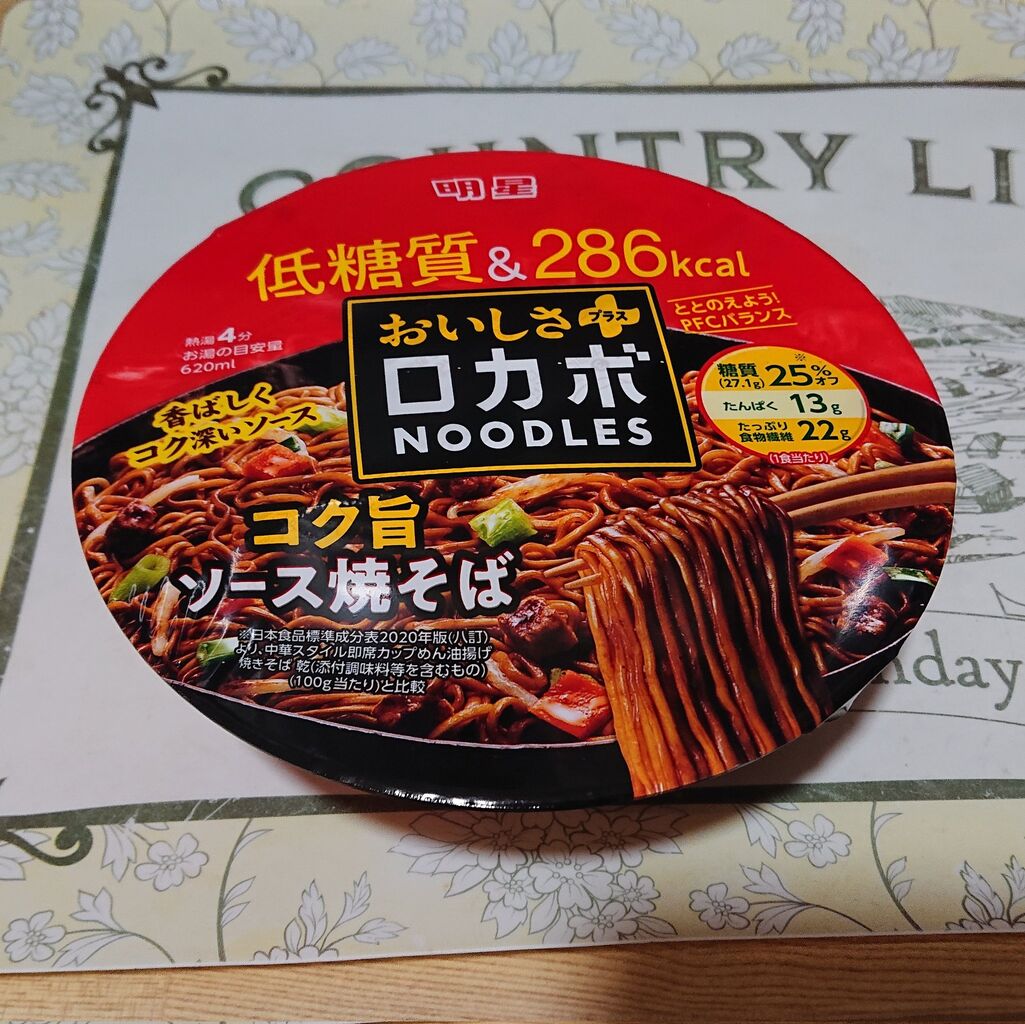 COUNTRY LI
明星
低糖質&286kcal
ととのえよう!
PFCバランス
熱湯4分
お湯の目安量
620ml
おいしさプラス
ロカボ
NOODLES
香ばしく
コク深いソース
※
糖質
(27.1g)
25%オフ
たんぱく 13g
たっぷり
食物繊維 22g
(1食当たり)
コク旨
ソース焼そば
※日本食品標準成分表2020年版(八訂)
より、中華スタイル即席カップめん油揚げ
焼きそば 乾(添付調味料等を含むもの)
(100g当たり)と比較
nday